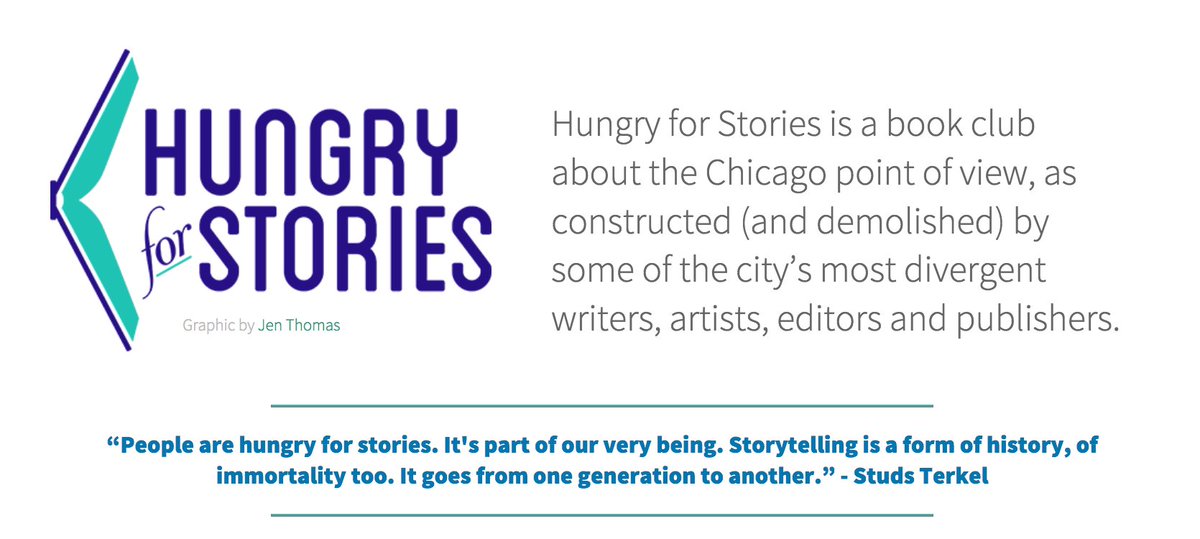 HUNGRY
for STORIES
Graphic by Jen Thomas
Hungry for Stories is a book club
about the Chicago point of view, as
constructed (and demolished) by
some of the city’s most divergent
writers, artists, editors and publishers.
“People are hungry for stories. It's part of our very being. Storytelling is a form of history, of
immortality too. It goes from one generation to another.” - Studs Terkel